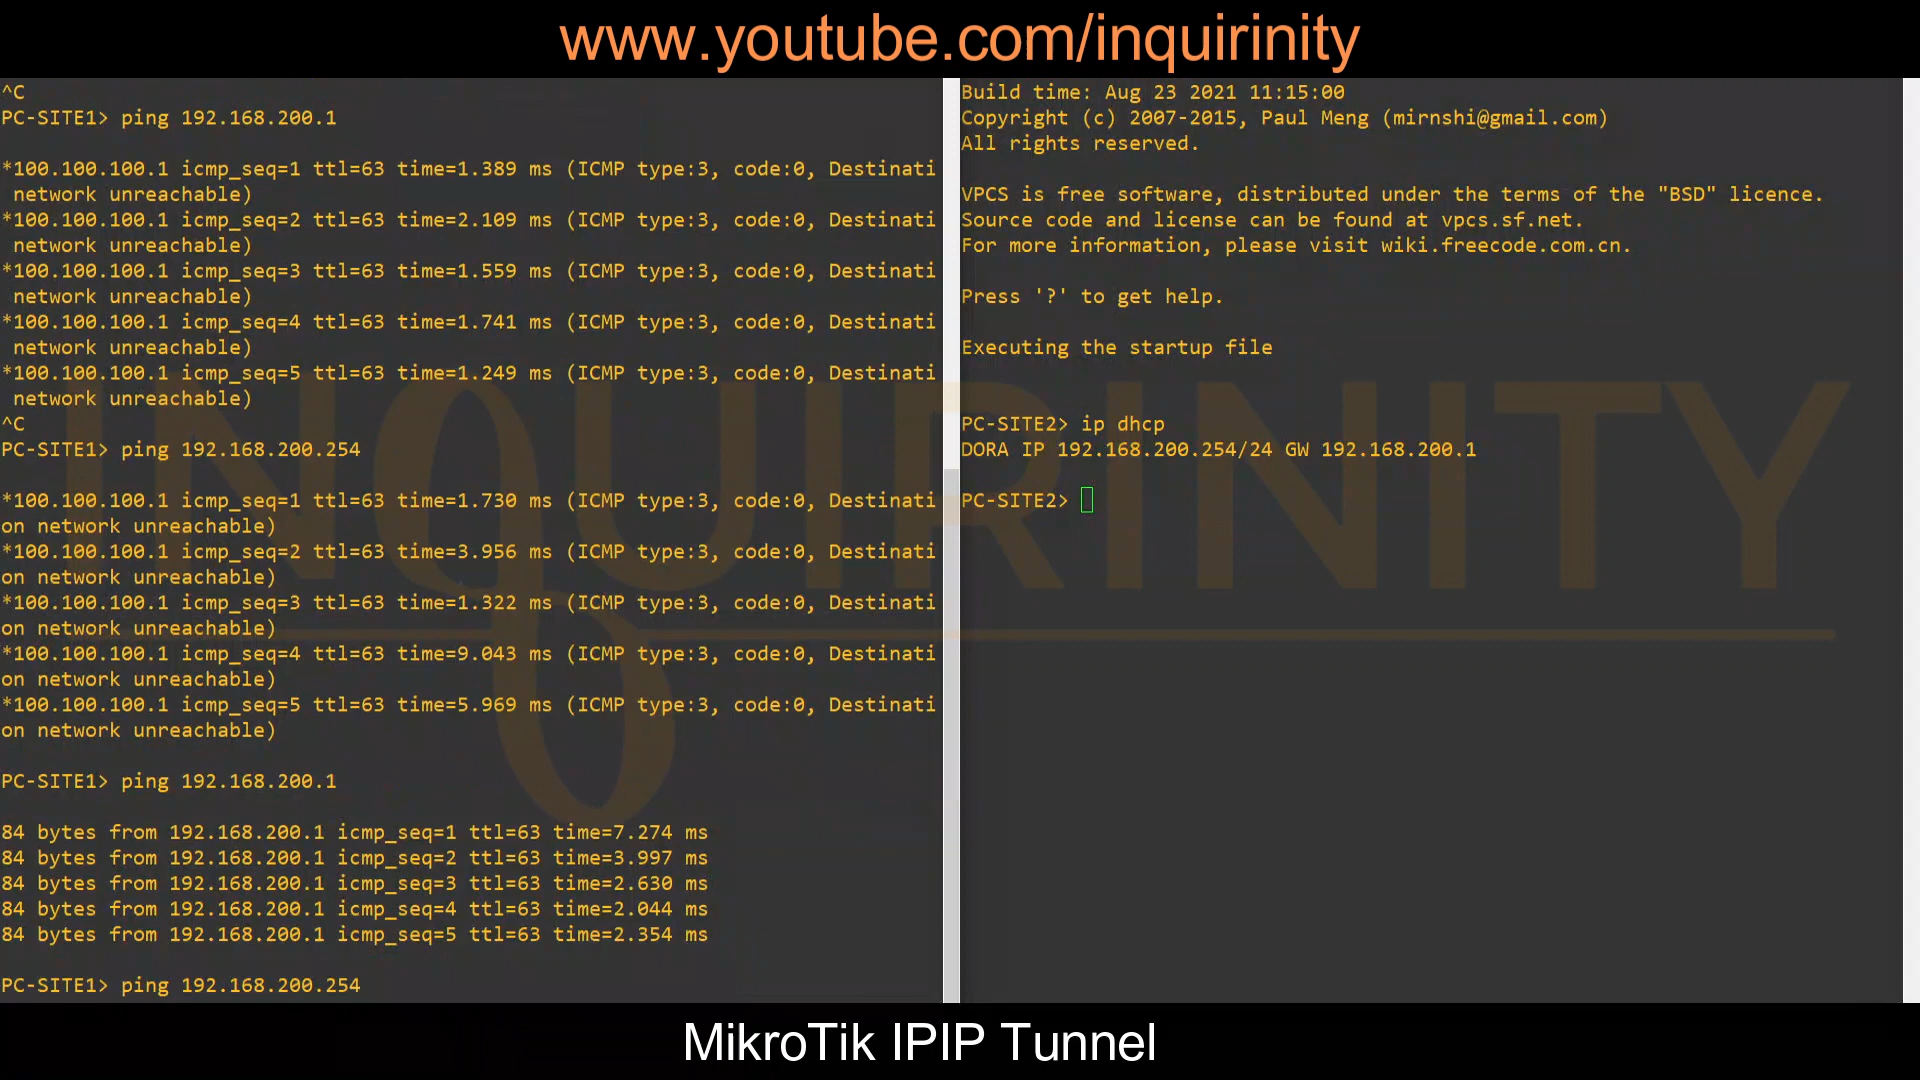 www.youtube.com/inquirinity
^C
PC-SITE1> ping 192.168.200.1
*100.100.100.1 icmp_seq=1 ttl=63 time=1.389 ms (ICMP type:3, code:0, Destinati
 network unreachable)
*100.100.100.1 icmp_seq=2 ttl=63 time=2.109 ms (ICMP type:3, code:0, Destinati
 network unreachable)
*100.100.100.1 icmp_seq=3 ttl=63 time=1.559 ms (ICMP type:3, code:0, Destinati
 network unreachable)
*100.100.100.1 icmp_seq=4 ttl=63 time=1.741 ms (ICMP type:3, code:0, Destinati
 network unreachable)
*100.100.100.1 icmp_seq=5 ttl=63 time=1.249 ms (ICMP type:3, code:0, Destinati
 network unreachable)
^C
PC-SITE1> ping 192.168.200.254
*100.100.100.1 icmp_seq=1 ttl=63 time=1.730 ms (ICMP type:3, code:0, Destinati
on network unreachable)
*100.100.100.1 icmp_seq=2 ttl=63 time=3.956 ms (ICMP type:3, code:0, Destinati
on network unreachable)
*100.100.100.1 icmp_seq=3 ttl=63 time=1.322 ms (ICMP type:3, code:0, Destinati
on network unreachable)
*100.100.100.1 icmp_seq=4 ttl=63 time=9.043 ms (ICMP type:3, code:0, Destinati
on network unreachable)
*100.100.100.1 icmp_seq=5 ttl=63 time=5.969 ms (ICMP type:3, code:0, Destinati
on network unreachable)
PC-SITE1> ping 192.168.200.1
84 bytes from 192.168.200.1 icmp_seq=1 ttl=63 time=7.274 ms
84 bytes from 192.168.200.1 icmp_seq=2 ttl=63 time=3.997 ms
84 bytes from 192.168.200.1 icmp_seq=3 ttl=63 time=2.630 ms
84 bytes from 192.168.200.1 icmp_seq=4 ttl=63 time=2.044 ms
84 bytes from 192.168.200.1 icmp_seq=5 ttl=63 time=2.354 ms
PC-SITE1> ping 192.168.200.254
Build time: Aug 23 2021 11:15:00
Copyright (c) 2007-2015, Paul Meng (mirnshi@gmail.com)
All rights reserved.
VPCS is free software, distributed under the terms of the "BSD" licence.
Source code and license can be found at vpcs.sf.net.
For more information, please visit wiki.freecode.com.cn.
Press '?' to get help.
Executing the startup file
PC-SITE2> ip dhcp
DORA IP 192.168.200.254/24 GW 192.168.200.1
PC-SITE2>
INQUIRINITY
MikroTik IPIP Tunnel